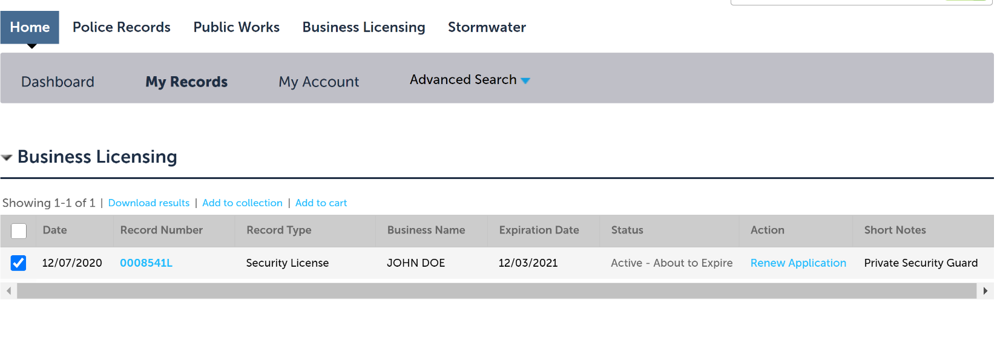 Home Police Records Public Works Business Licensing Stormwater
Dashboard My Records My Account Advanced Search
Business Licensing
Showing 1-1 of 1 | Download results | Add to collection | Add to cart
Date Record Number Record Type Business Name Expiration Date Status Action Short Notes
12/07/2020 0008541L Security License JOHN DOE 12/03/2021 Active - About to Expire Renew Application Private Security Guard